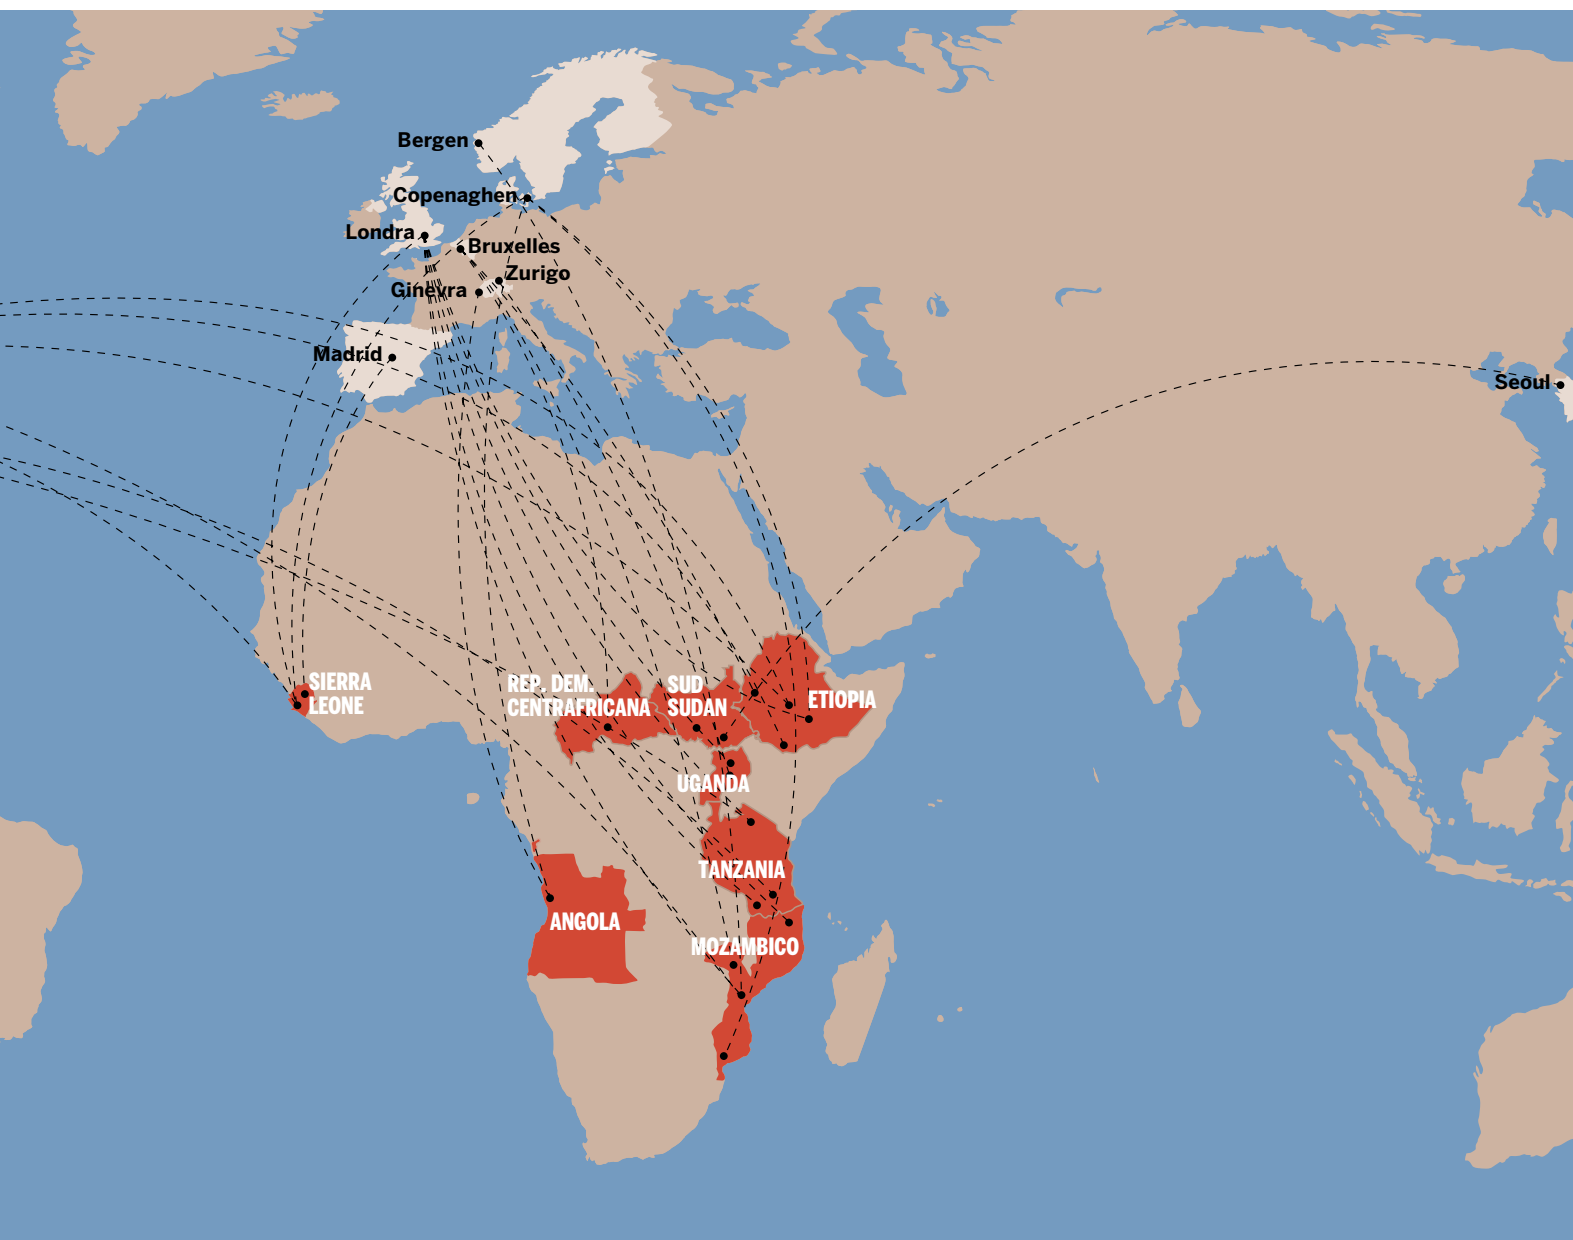 Bergen
Copenaghen
Londra
Bruxelles
Zurigo
Ginevra
Madrid
Seoul
SIERRA
LEONE
REP. DEM.
CENTRAFRICANA
SUD
SUDAN
ETIOPIA
UGANDA
TANZANIA
ANGOLA
MOZAMBICO